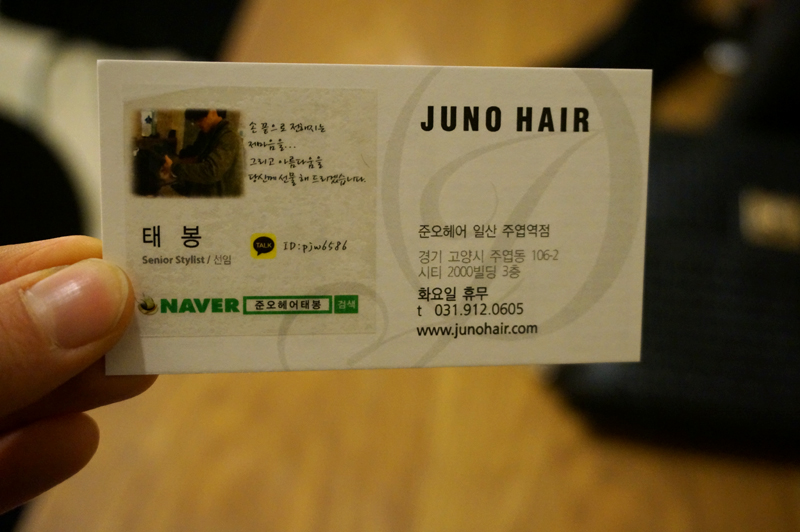 손 끝으로 전해지는
제마음을...
그리고 아름다움을
당신께 선물 해 드리겠습니다.
태 봉
Senior Stylist / 선임
TALK
ID:pjw6586
NAVER 준오헤어태봉 검색
JUNO HAIR
준오헤어 일산 주엽역점
경기 고양시 주엽동 106-2
시티 2000빌딩 3층
화요일 휴무
t 031.912.0605
www.junohair.com